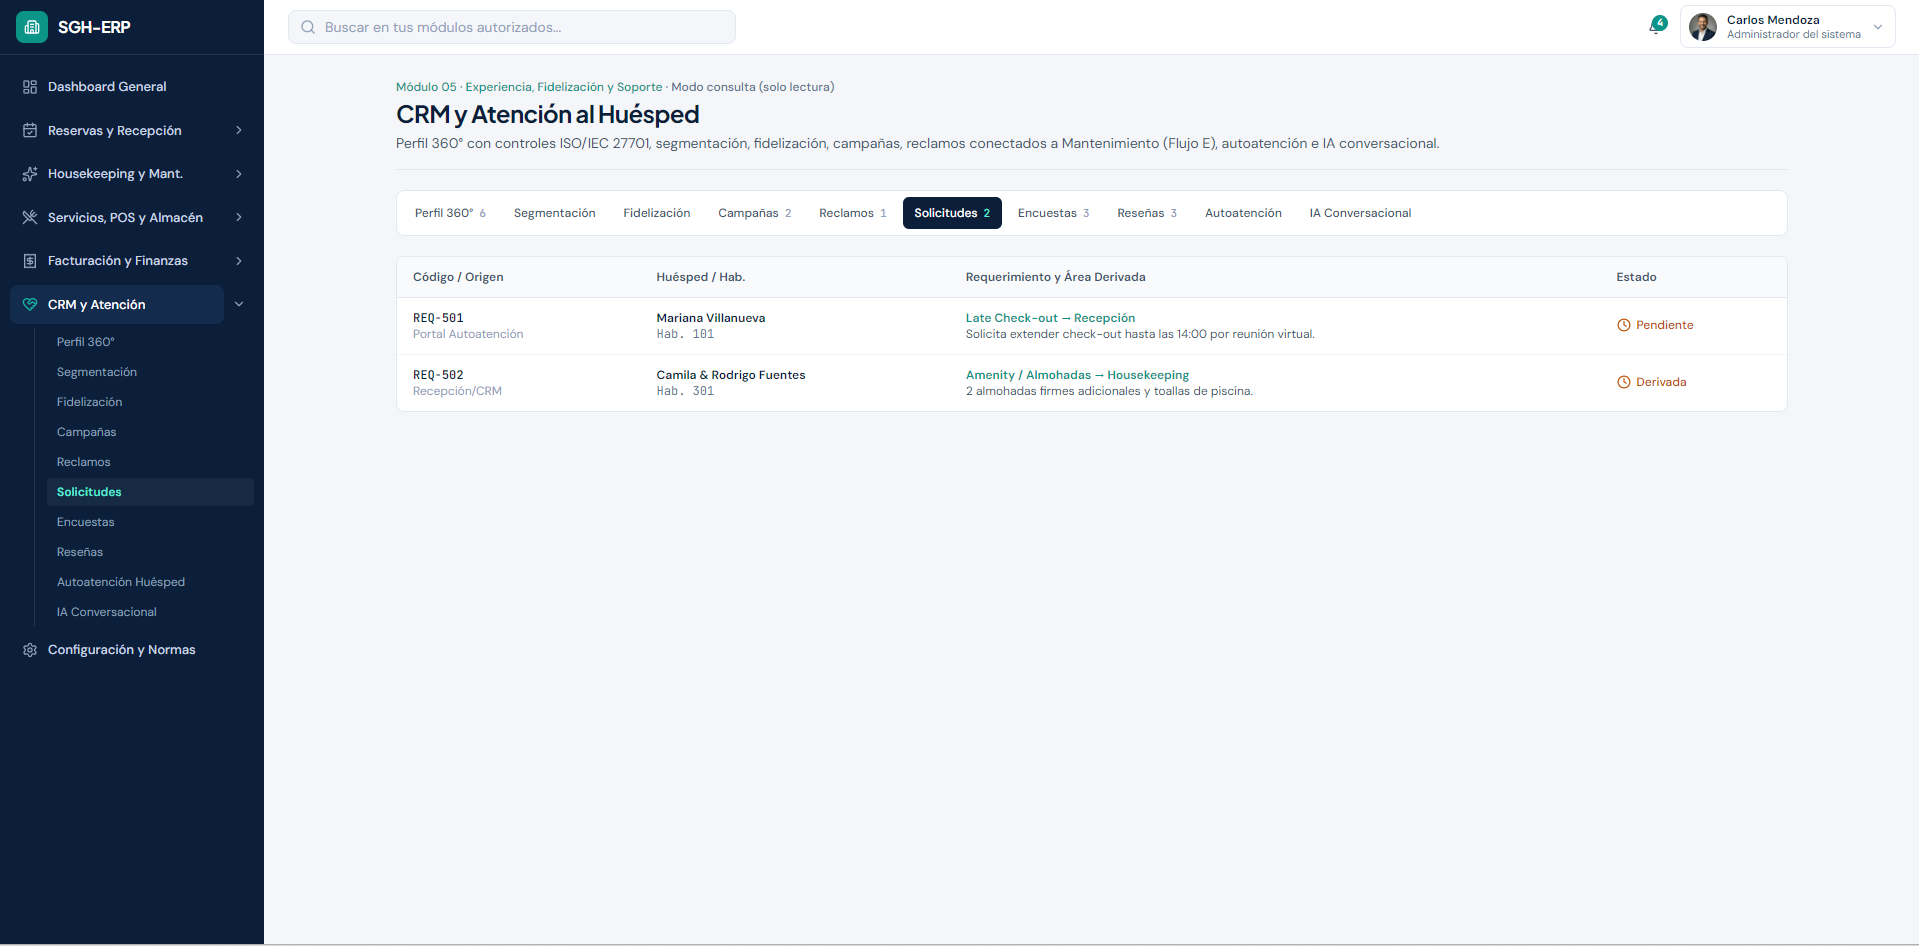 SGH-ERP
Buscar en tus módulos autorizados...
4
Carlos Mendoza
Administrador del sistema
Dashboard General
Reservas y Recepción
Housekeeping y Mant.
Servicios, POS y Almacén
Facturación y Finanzas
CRM y Atención
Perfil 360°
Segmentación
Fidelización
Campañas
Reclamos
Solicitudes
Encuestas
Reseñas
Autoatención Huésped
IA Conversacional
Configuración y Normas
Módulo 05 · Experiencia, Fidelización y Soporte · Modo consulta (solo lectura)
CRM y Atención al Huésped
Perfil 360° con controles ISO/IEC 27701, segmentación, fidelización, campañas, reclamos conectados a Mantenimiento (Flujo E), autoatención e IA conversacional.
Perfil 360° 6 Segmentación Fidelización Campañas 2 Reclamos 1 Solicitudes 2 Encuestas 3 Reseñas 3 Autoatención IA Conversacional
Código / Origen Huésped / Hab. Requerimiento y Área Derivada Estado
REQ-501 Mariana Villanueva Late Check-out → Recepción Pendiente
Portal Autoatención Hab. 101 Solicita extender check-out hasta las 14:00 por reunión virtual.
REQ-502 Camila & Rodrigo Fuentes Amenity / Almohadas → Housekeeping Derivada
Recepción/CRM Hab. 301 2 almohadas firmes adicionales y toallas de piscina.